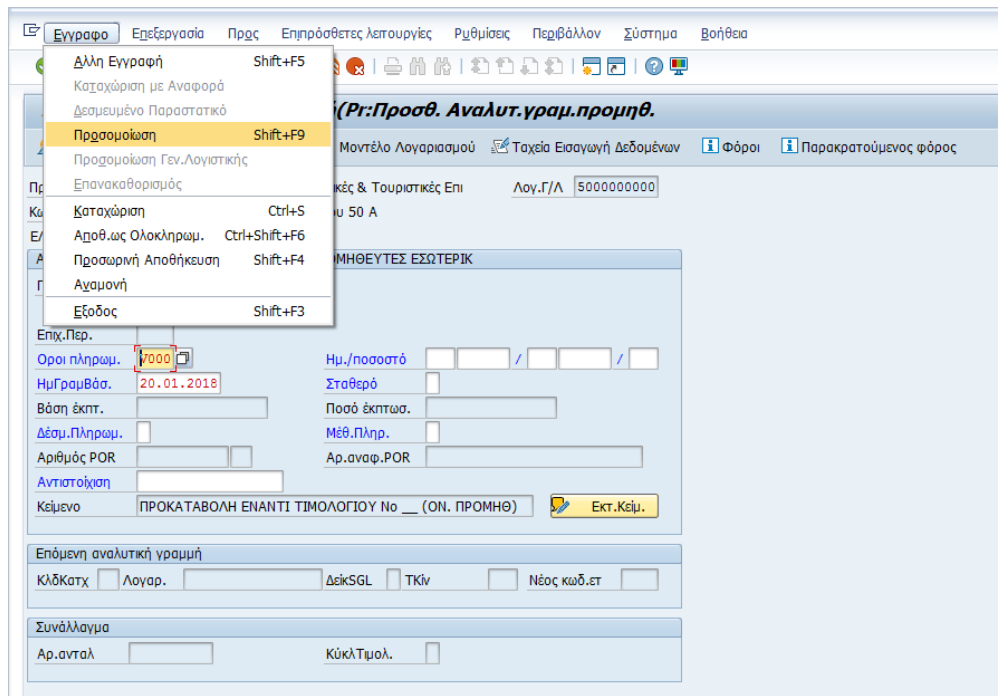 Εγγραφο Επεξεργασία Προς Επιπρόσθετες λειτουργίες Ρυθμίσεις Περιβάλλον Σύστημα Βοήθεια
Αλλη Εγγραφή Shift+F5
Καταχώριση με Αναφορά
Δεσμευμένο Παραστατικό
Προσομοίωση Shift+F9
Προσομοίωση Γεν.Λογιστικής
Επανακαθορισμός
Καταχώριση Ctrl+S
Αποθ.ως Ολοκληρωμ. Ctrl+Shift+F6
Προσωρινή Αποθήκευση Shift+F4
Αναμονή
Εξοδος Shift+F3
(Pr:Προσθ. Αναλυτ.γραμ.προμηθ.
Μοντέλο Λογαριασμού Ταχεία Εισαγωγή Δεδομένων Φόροι Παρακρατούμενος φόρος
κές & Τουριστικές Επι Λογ.Γ/Λ 5000000000
υ 50 Α
Ε/
ΜΗΘΕΥΤΕΣ ΕΣΩΤΕΡΙΚ
Επιχ.Περ.
Οροι πληρωμ. V000 Ημ./ποσοστό / /
ΗμΓραμΒάσ. 20.01.2018 Σταθερό
Βάση έκπτ. Ποσό έκπτωσ.
Δέσμ.Πληρωμ. Μέθ.Πληρ.
Αριθμός POR Αρ.αναφ.POR
Αντιστοίχιση
Κείμενο ΠΡΟΚΑΤΑΒΟΛΗ ΕΝΑΝΤΙ ΤΙΜΟΛΟΓΙΟΥ Νο __ (ΟΝ. ΠΡΟΜΗΘ) Εκτ.Κείμ.
Επόμενη αναλυτική γραμμή
ΚλδΚατχ Λογαρ. ΔείκSGL ΤΚίν Νέος κωδ.ετ
Συνάλλαγμα
Αρ.ανταλ ΚύκλΤιμολ.